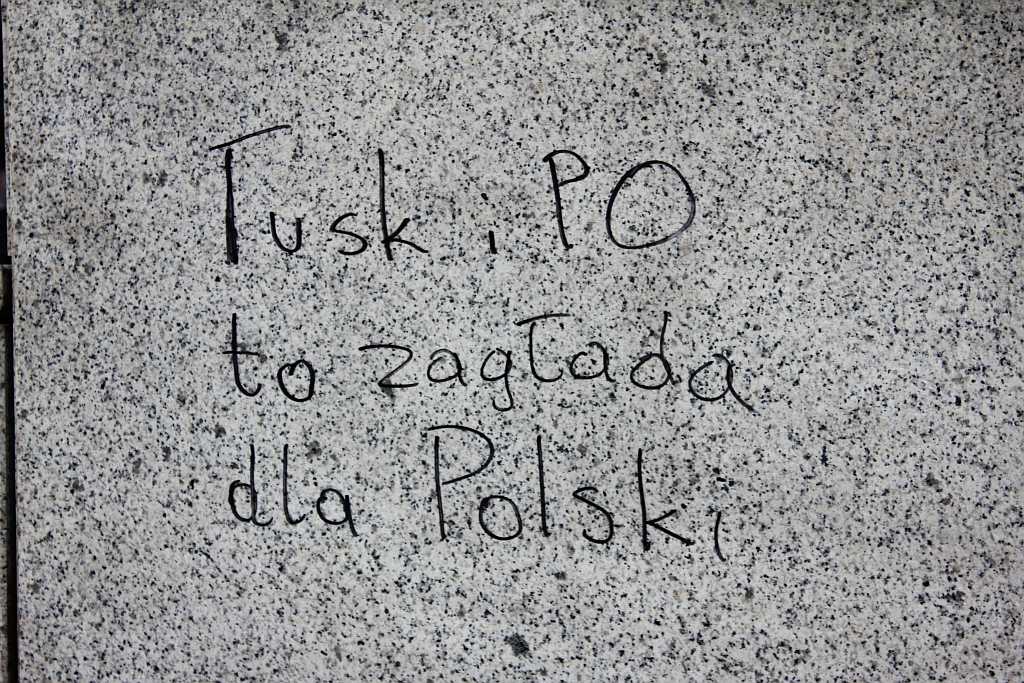 Tusk i PO
to zagłada
dla Polski